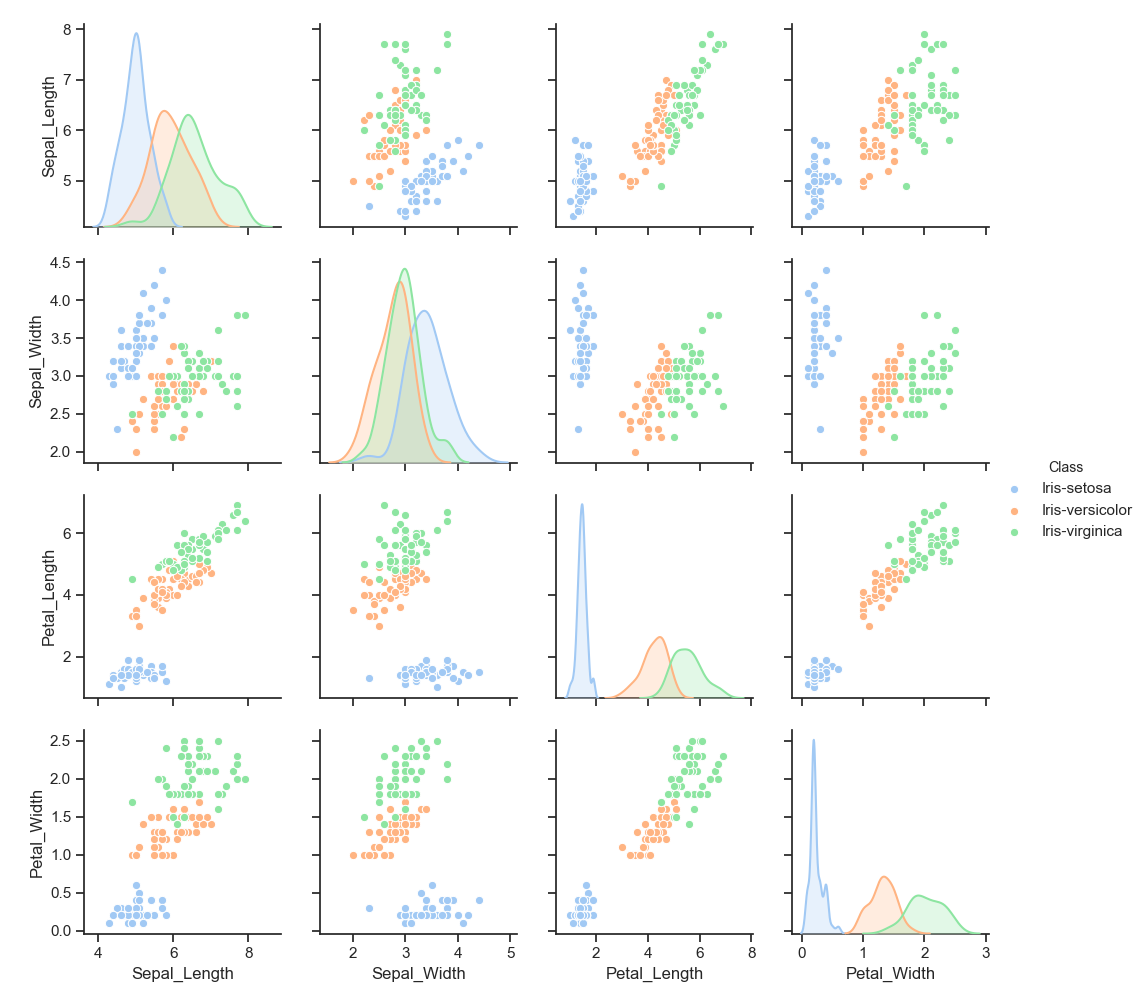 8
7
6
5
Sepal_Length
4.5
4.0
3.5
3.0
2.5
2.0
Sepal_Width
Class
Iris-setosa
Iris-versicolor
Iris-virginica
6
4
2
Petal_Length
2.5
2.0
1.5
1.0
0.5
0.0
Petal_Width
4 6 8
2 3 4 5
2 4 6 8
0 1 2 3
Sepal_Length
Sepal_Width
Petal_Length
Petal_Width